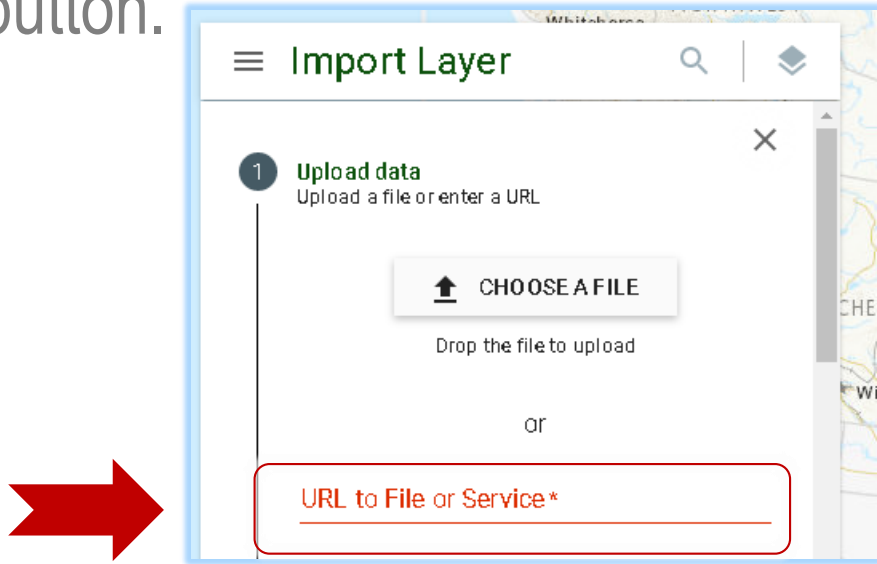 button.
Import Layer
1
Upload data
Upload a file or enter a URL
CHOOSE A FILE
Drop the file to upload
or
URL to File or Service*